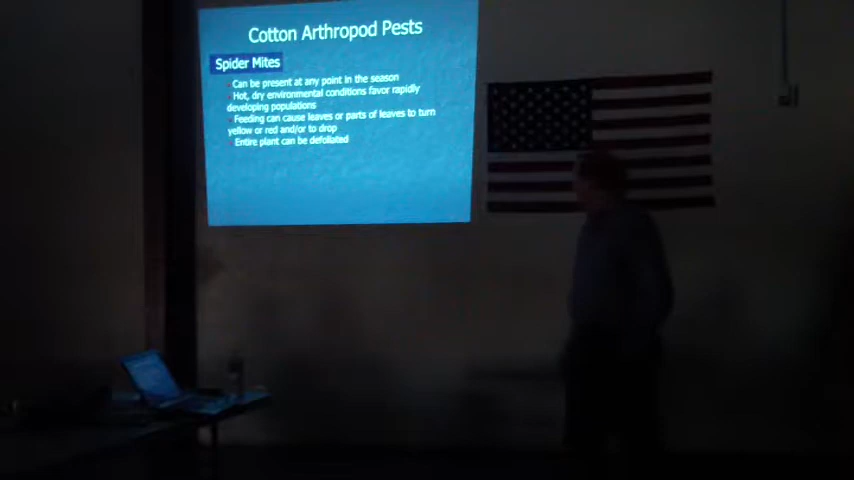 Cotton Arthropod Pests
Spider Mites
Can be present at any point in the season
Hot, dry environmental conditions favor rapidly
developing populations
Feeding can cause leaves or parts of leaves to turn
yellow or red and/or to drop
Entire plant can be defoliated